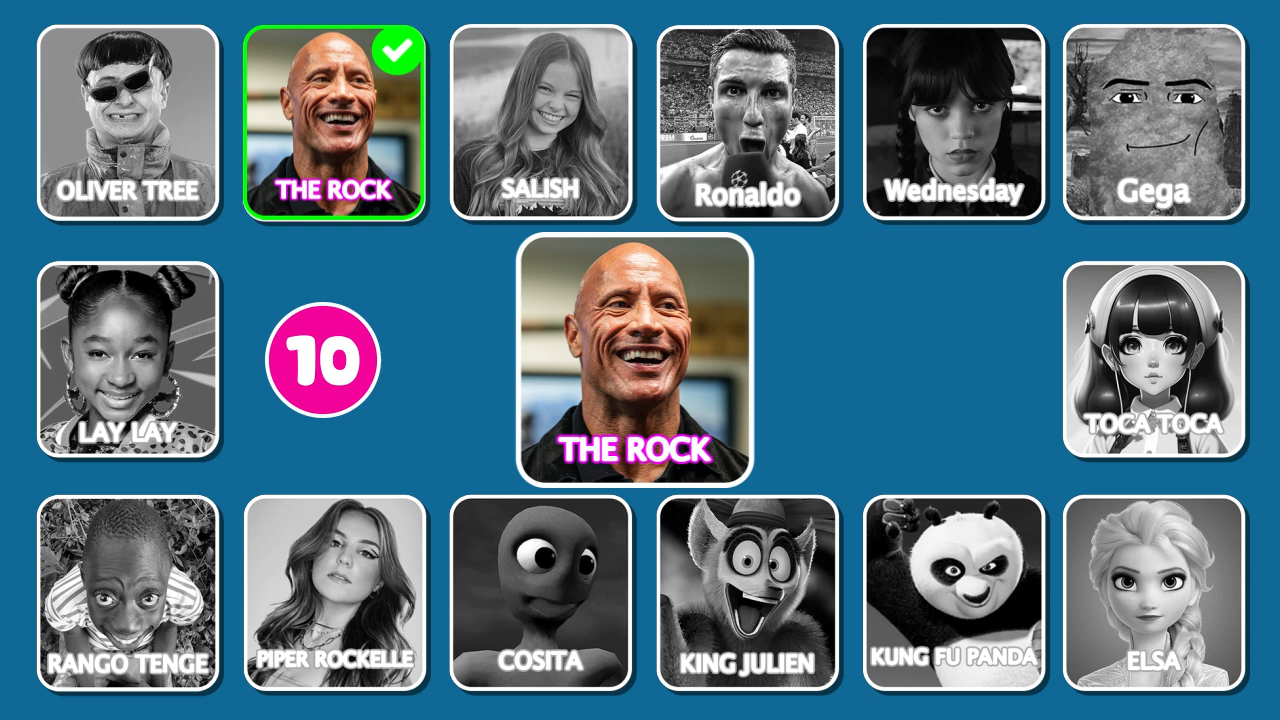 OLIVER TREE
THE ROCK
SALISH
Ronaldo
Wednesday
Gega
LAY LAY
10
THE ROCK
TOCA TOCA
RANGO TENGE
PIPER ROCKELLE
COSITA
KING JULIEN
KUNG FU PANDA
ELSA